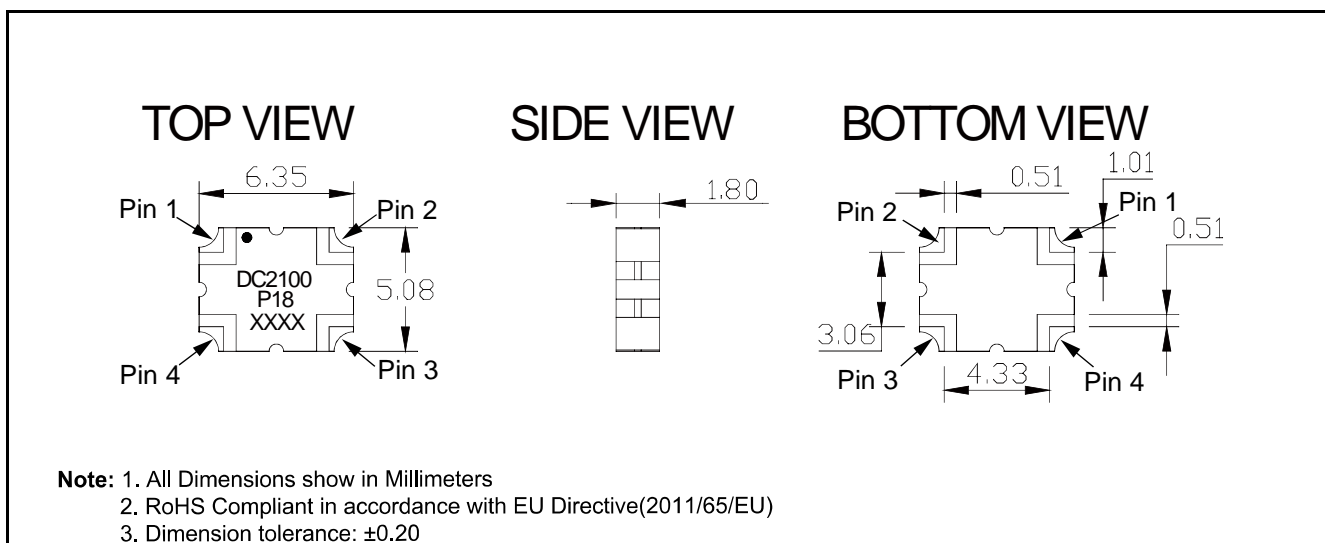 TOP VIEW
SIDE VIEW
BOTTOM VIEW
6.35
1.80
0.51
1.01
Pin 1
Pin 2
Pin 2
Pin 1
0.51
DC2100
P18
XXXX
5.08
3.06
Pin 4
Pin 3
Pin 3
4.33
Pin 4
Note: 1. All Dimensions show in Millimeters
2. RoHS Compliant in accordance with EU Directive(2011/65/EU)
3. Dimension tolerance: ±0.20